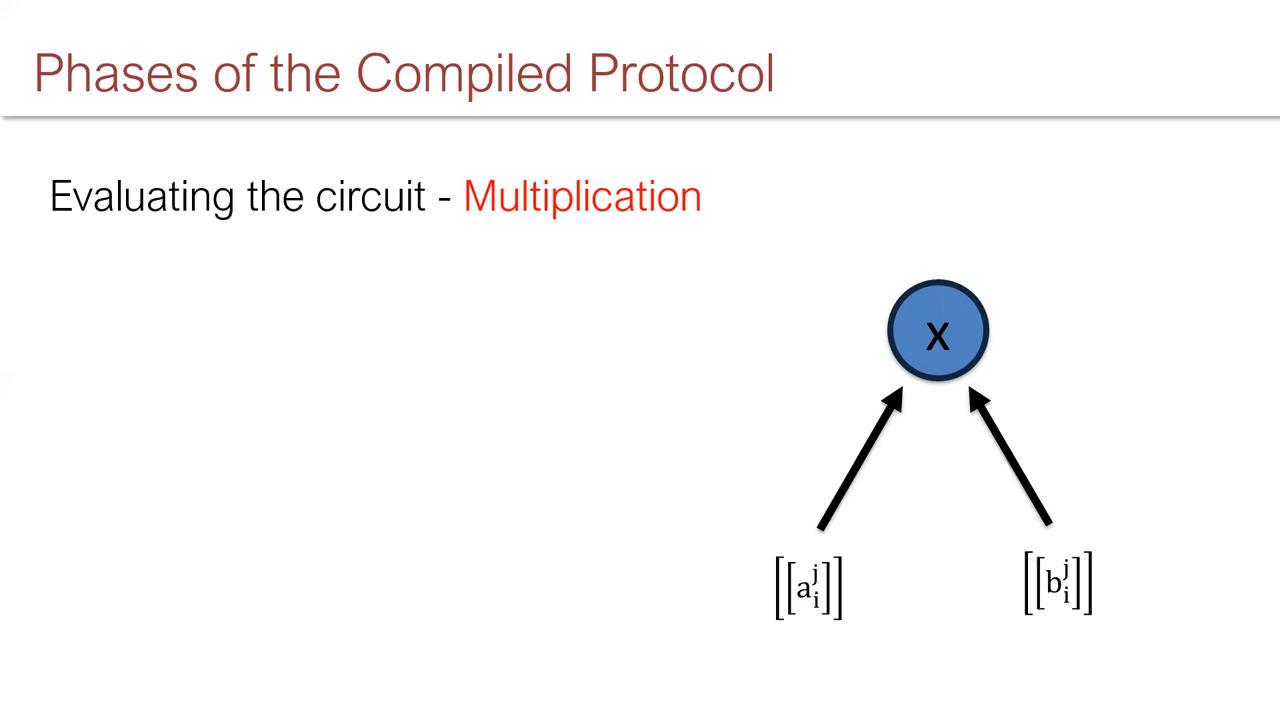 Phases of the Compiled Protocol
Evaluating the circuit - Multiplication
x
[[a_i^j]] [[b_i^j]]